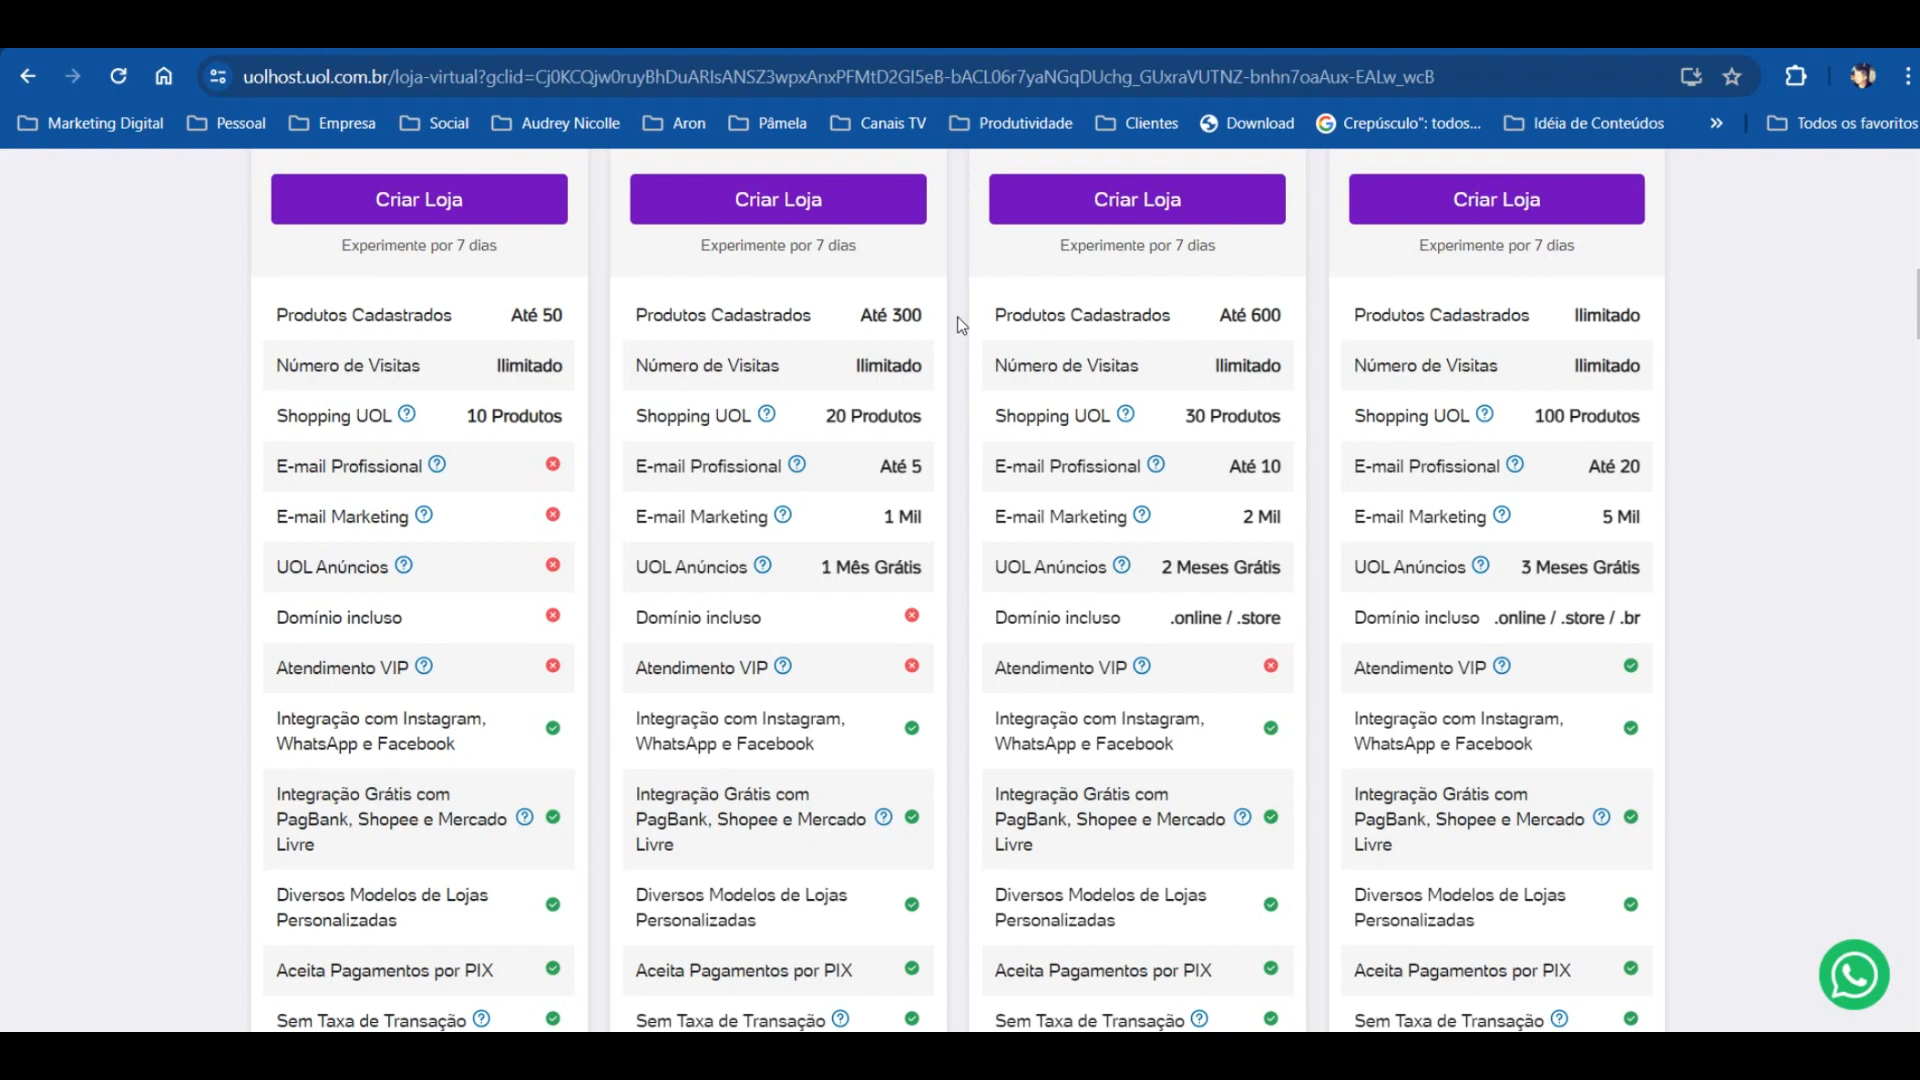 uolhost.uol.com.br/loja-virtual?gclid=Cj0KCQjw0ruyBhDuARIsANSZ3wpxAnxPFMtD2GI5eB-bACL06r7yaNGqDUchg_GUxraVUTNZ-bnhn7oaAux-EALw_wcB
Marketing Digital Pessoal Empresa Social Audrey Nicolle Aron Pâmela Canais TV Produtividade Clientes Download Crepúsculo": todos... Idéia de Conteúdos » Todos os favoritos
Criar Loja Criar Loja Criar Loja Criar Loja
Experimente por 7 dias Experimente por 7 dias Experimente por 7 dias Experimente por 7 dias
Produtos Cadastrados Até 50 Produtos Cadastrados Até 300 Produtos Cadastrados Até 600 Produtos Cadastrados Ilimitado
Número de Visitas Ilimitado Número de Visitas Ilimitado Número de Visitas Ilimitado Número de Visitas Ilimitado
Shopping UOL ? 10 Produtos Shopping UOL ? 20 Produtos Shopping UOL ? 30 Produtos Shopping UOL ? 100 Produtos
E-mail Profissional ? E-mail Profissional ? Até 5 E-mail Profissional ? Até 10 E-mail Profissional ? Até 20
E-mail Marketing ? E-mail Marketing ? 1 Mil E-mail Marketing ? 2 Mil E-mail Marketing ? 5 Mil
UOL Anúncios ? UOL Anúncios ? 1 Mês Grátis UOL Anúncios ? 2 Meses Grátis UOL Anúncios ? 3 Meses Grátis
Domínio incluso Domínio incluso Domínio incluso .online / .store Domínio incluso .online / .store / .br
Atendimento VIP ? Atendimento VIP ? Atendimento VIP ? Atendimento VIP ?
Integração com Instagram, Integração com Instagram, Integração com Instagram, Integração com Instagram,
WhatsApp e Facebook WhatsApp e Facebook WhatsApp e Facebook WhatsApp e Facebook
Integração Grátis com Integração Grátis com Integração Grátis com Integração Grátis com
PagBank, Shopee e Mercado ? PagBank, Shopee e Mercado ? PagBank, Shopee e Mercado ? PagBank, Shopee e Mercado ?
Livre Livre Livre Livre
Diversos Modelos de Lojas Diversos Modelos de Lojas Diversos Modelos de Lojas Diversos Modelos de Lojas
Personalizadas Personalizadas Personalizadas Personalizadas
Aceita Pagamentos por PIX Aceita Pagamentos por PIX Aceita Pagamentos por PIX Aceita Pagamentos por PIX
Sem Taxa de Transação ? Sem Taxa de Transação ? Sem Taxa de Transação ? Sem Taxa de Transação ?